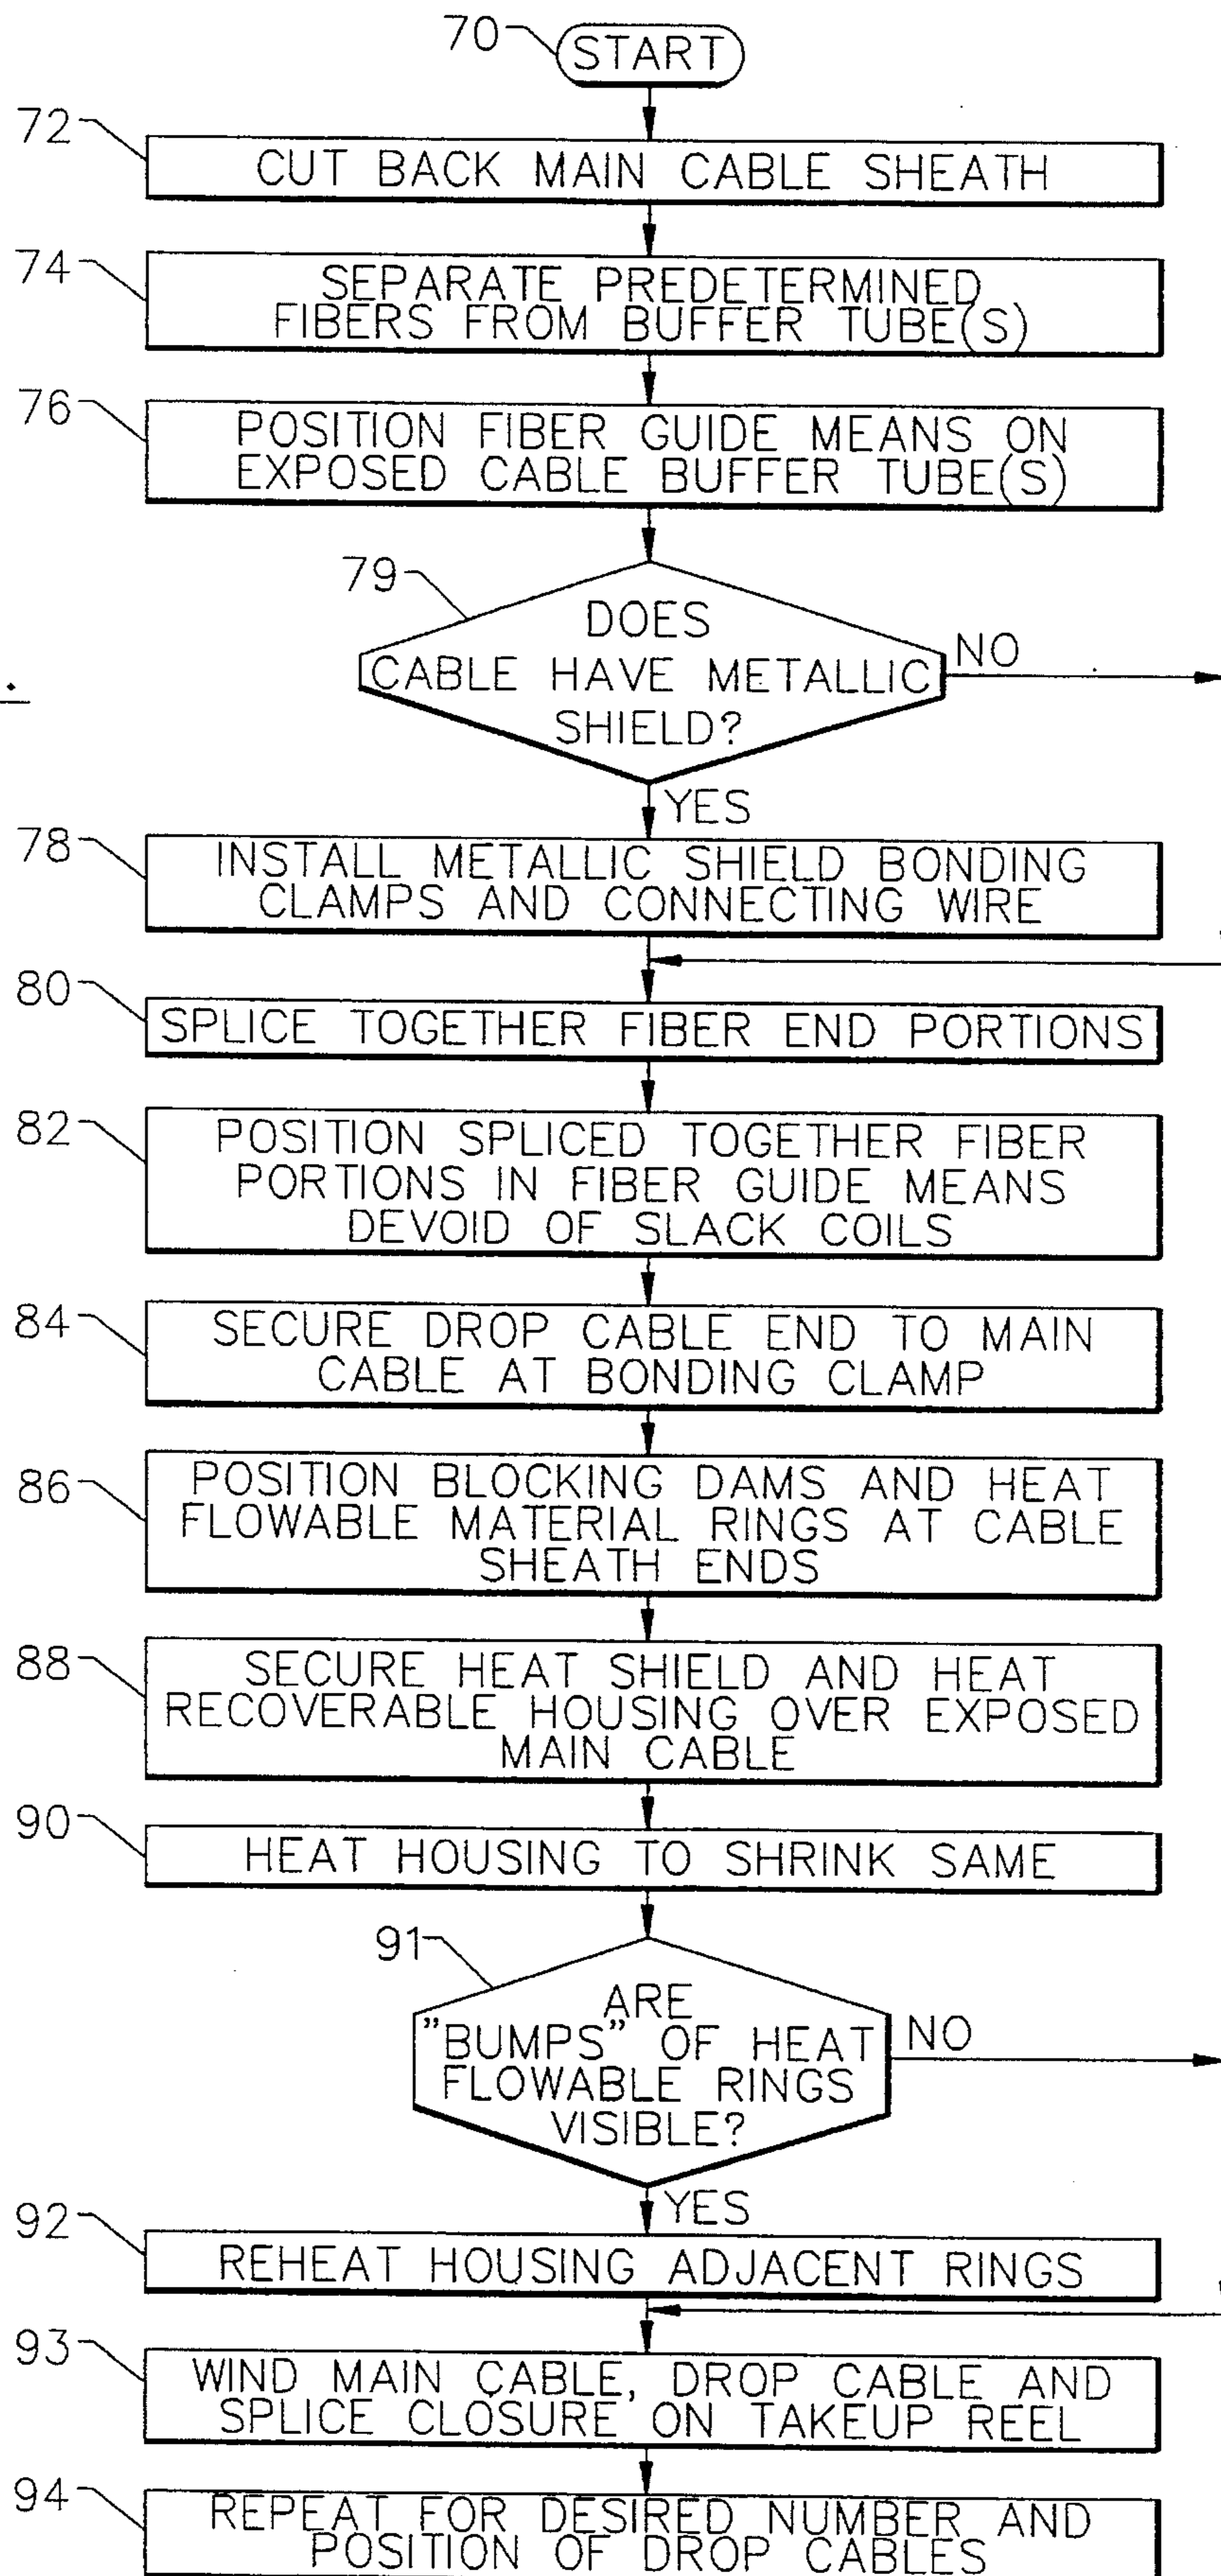 70
START
72
CUT BACK MAIN CABLE SHEATH
74
SEPARATE PREDETERMINED
FIBERS FROM BUFFER TUBE(S)
76
POSITION FIBER GUIDE MEANS ON
EXPOSED CABLE BUFFER TUBE(S)
79
DOES
CABLE HAVE METALLIC
SHIELD?
NO
YES
78
INSTALL METALLIC SHIELD BONDING
CLAMPS AND CONNECTING WIRE
80
SPLICE TOGETHER FIBER END PORTIONS
82
POSITION SPLICED TOGETHER FIBER
PORTIONS IN FIBER GUIDE MEANS
DEVOID OF SLACK COILS
84
SECURE DROP CABLE END TO MAIN
CABLE AT BONDING CLAMP
86
POSITION BLOCKING DAMS AND HEAT
FLOWABLE MATERIAL RINGS AT CABLE
SHEATH ENDS
88
SECURE HEAT SHIELD AND HEAT
RECOVERABLE HOUSING OVER EXPOSED
MAIN CABLE
90
HEAT HOUSING TO SHRINK SAME
91
ARE
"BUMPS" OF HEAT
FLOWABLE RINGS
VISIBLE?
NO
YES
92
REHEAT HOUSING ADJACENT RINGS
93
WIND MAIN CABLE, DROP CABLE AND
SPLICE CLOSURE ON TAKEUP REEL
94
REPEAT FOR DESIRED NUMBER AND
POSITION OF DROP CABLES